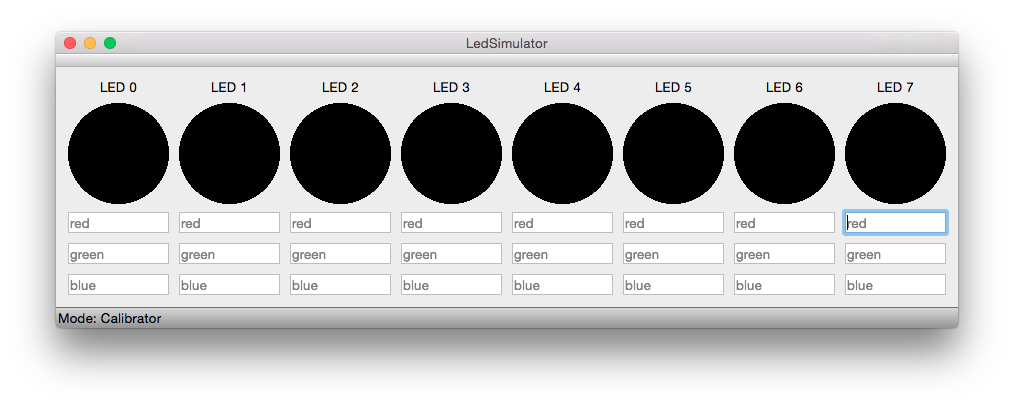 LedSimulator
LED 0 LED 1 LED 2 LED 3 LED 4 LED 5 LED 6 LED 7
red red red red red red red red
green green green green green green green green
blue blue blue blue blue blue blue blue
Mode: Calibrator